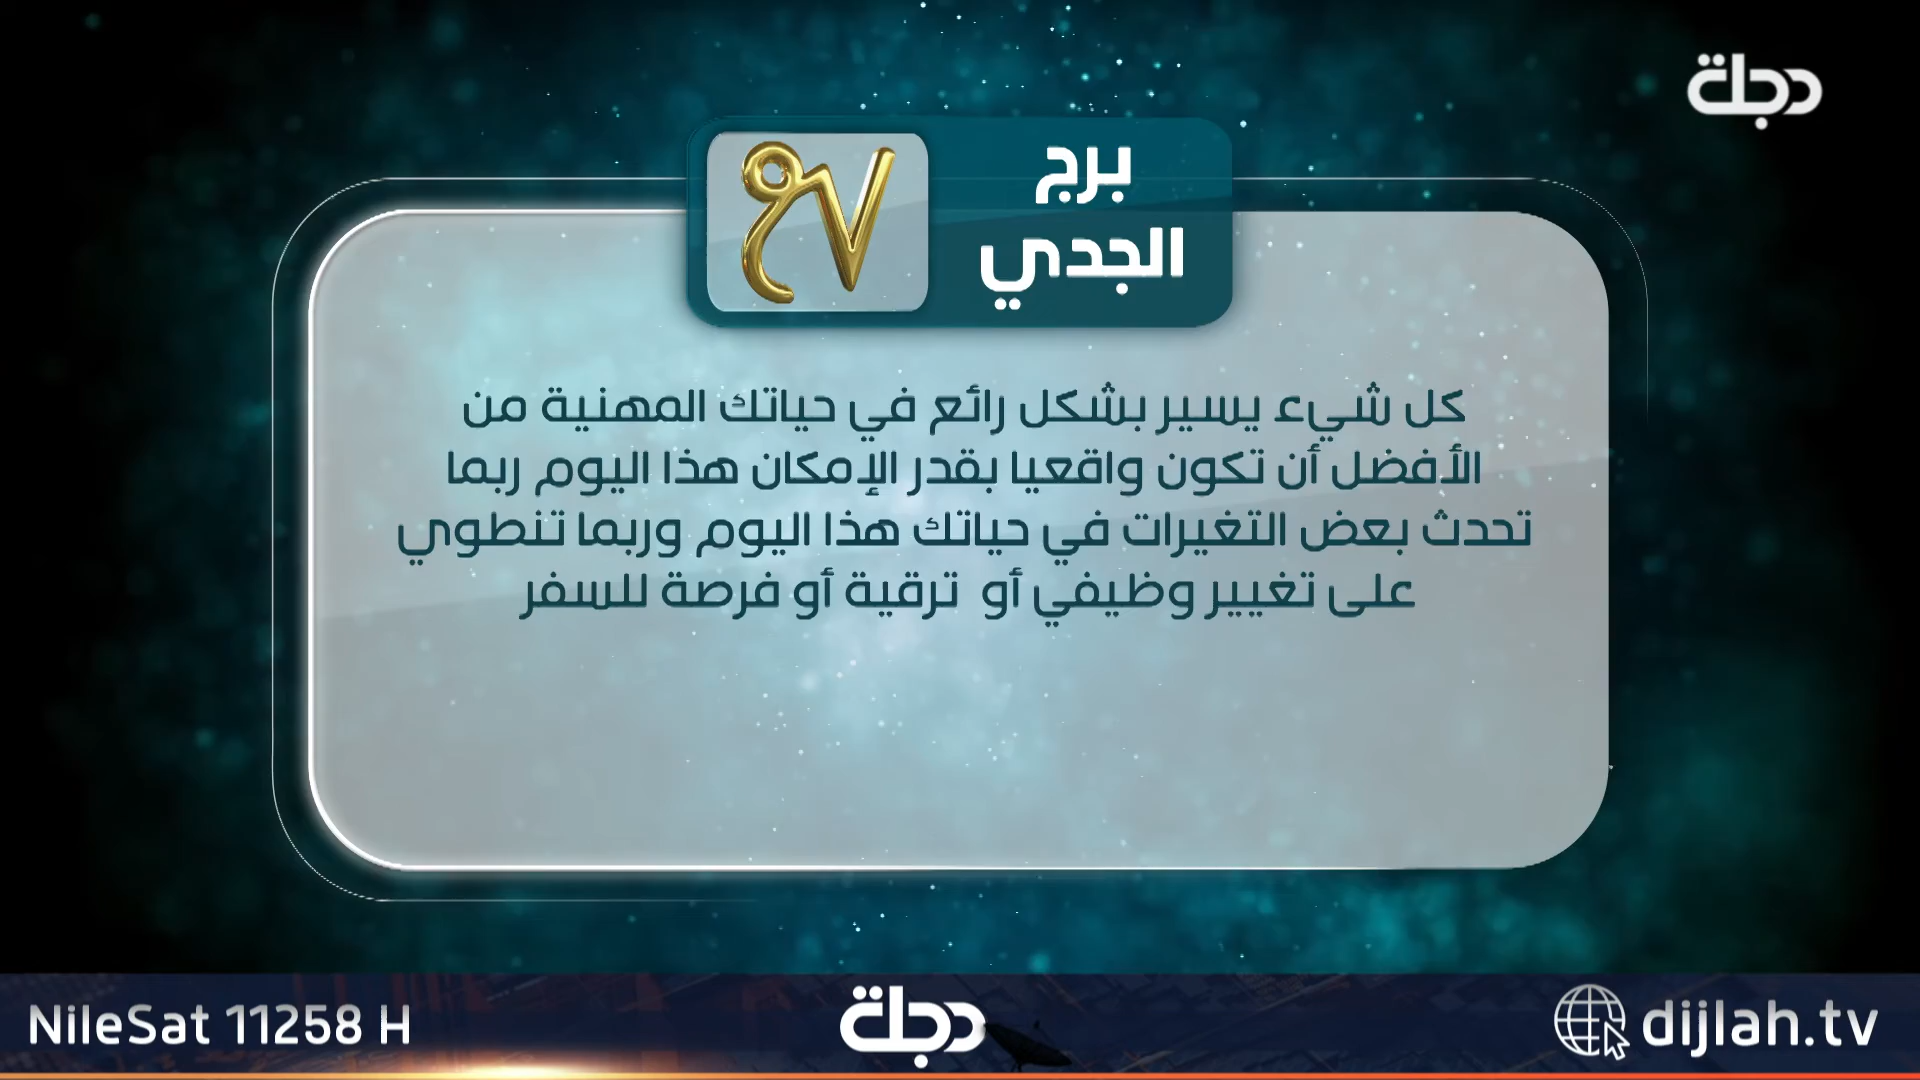 دجلة
برج
الجدي
كل شيء يسير بشكل رائع في حياتك المهنية من
الأفضل أن تكون واقعيا بقدر الإمكان هذا اليوم ربما
تحدث بعض التغيرات في حياتك هذا اليوم وربما تنطوي
على تغيير وظيفي أو ترقية أو فرصة للسفر
NileSat 11258 H
دجلة
dijlah.tv